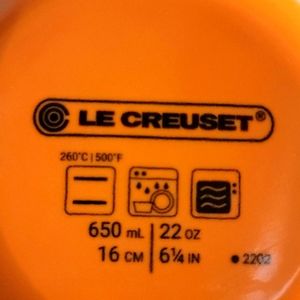 LE CREUSET®
260°C | 500°F
650 mL | 22 OZ
16 CM | 6¼ IN
2202